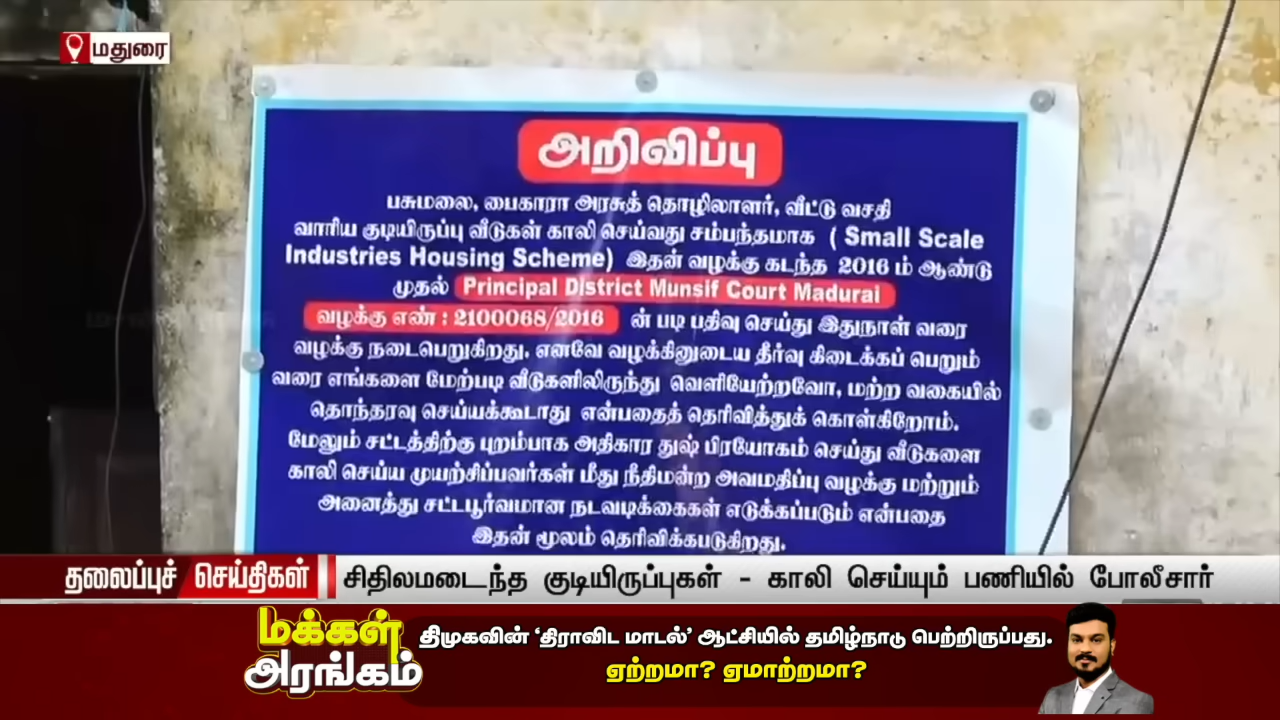 மதுரை
அறிவிப்பு
பசுமலை, பைகாரா அரசுத் தொழிலாளர், வீட்டு வசதி
வாரிய குடியிருப்பு வீடுகள் காலி செய்வது சம்பந்தமாக ( Small Scale
Industries Housing Scheme) இதன் வழக்கு கடந்த 2016 ம் ஆண்டு
முதல் Principal District Munsif Court Madurai
வழக்கு எண் : 2100068/2016 ன் படி பதிவு செய்து இதுநாள் வரை
வழக்கு நடைபெறுகிறது. எனவே வழக்கினுடைய தீர்வு கிடைக்கப் பெறும்
வரை எங்களை மேற்படி வீடுகளிலிருந்து வெளியேற்றவோ, மற்ற வகையில்
தொந்தரவு செய்யக்கூடாது என்பதைத் தெரிவித்துக் கொள்கிறோம்.
மேலும் சட்டத்திற்கு புறம்பாக அதிகார துஷ் பிரயோகம் செய்து வீடுகளை
காலி செய்ய முயற்சிப்பவர்கள் மீது நீதிமன்ற அவமதிப்பு வழக்கு மற்றும்
அனைத்து சட்டபூர்வமான நடவடிக்கைகள் எடுக்கப்படும் என்பதை
இதன் மூலம் தெரிவிக்கபடுகிறது.
தலைப்புச் செய்திகள் சிதிலமடைந்த குடியிருப்புகள் - காலி செய்யும் பணியில் போலீசார்
மக்கள் அரங்கம்
திமுகவின் ‘திராவிட மாடல்’ ஆட்சியில் தமிழ்நாடு பெற்றிருப்பது.
ஏற்றமா? ஏமாற்றமா?